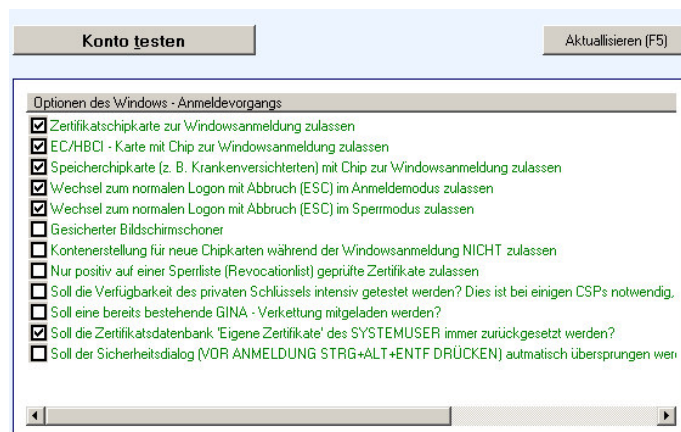 Konto testen
Aktuallisieren (F5)
Optionen des Windows - Anmeldevorgangs
Zertifikatschipkarte zur Windowsanmeldung zulassen
EC/HBCI - Karte mit Chip zur Windowsanmeldung zulassen
Speicherchipkarte (z. B. Krankenversichterten) mit Chip zur Windowsanmeldung zulassen
Wechsel zum normalen Logon mit Abbruch (ESC) im Anmeldemodus zulassen
Wechsel zum normalen Logon mit Abbruch (ESC) im Sperrmodus zulassen
Gesicherter Bildschirmschoner
Kontenerstellung für neue Chipkarten während der Windowsanmeldung NICHT zulassen
Nur positiv auf einer Sperrliste (Revocationlist) geprüfte Zertifikate zulassen
Soll die Verfügbarkeit des privaten Schlüssels intensiv getestet werden? Dies ist bei einigen CSPs notwendig,
Soll eine bereits bestehende GINA - Verkettung mitgeladen werden?
Soll die Zertifikatsdatenbank 'Eigene Zertifikate' des SYSTEMUSER immer zurückgesetzt werden?
Soll der Sicherheitsdialog (VOR ANMELDUNG STRG+ALT+ENTF DRÜCKEN) autmatisch übersprungen wer